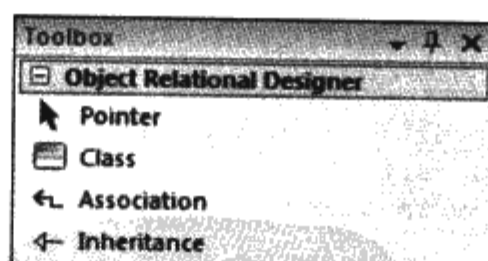 Toolbox
Object Relational Designer
Pointer
Class
Association
Inheritance